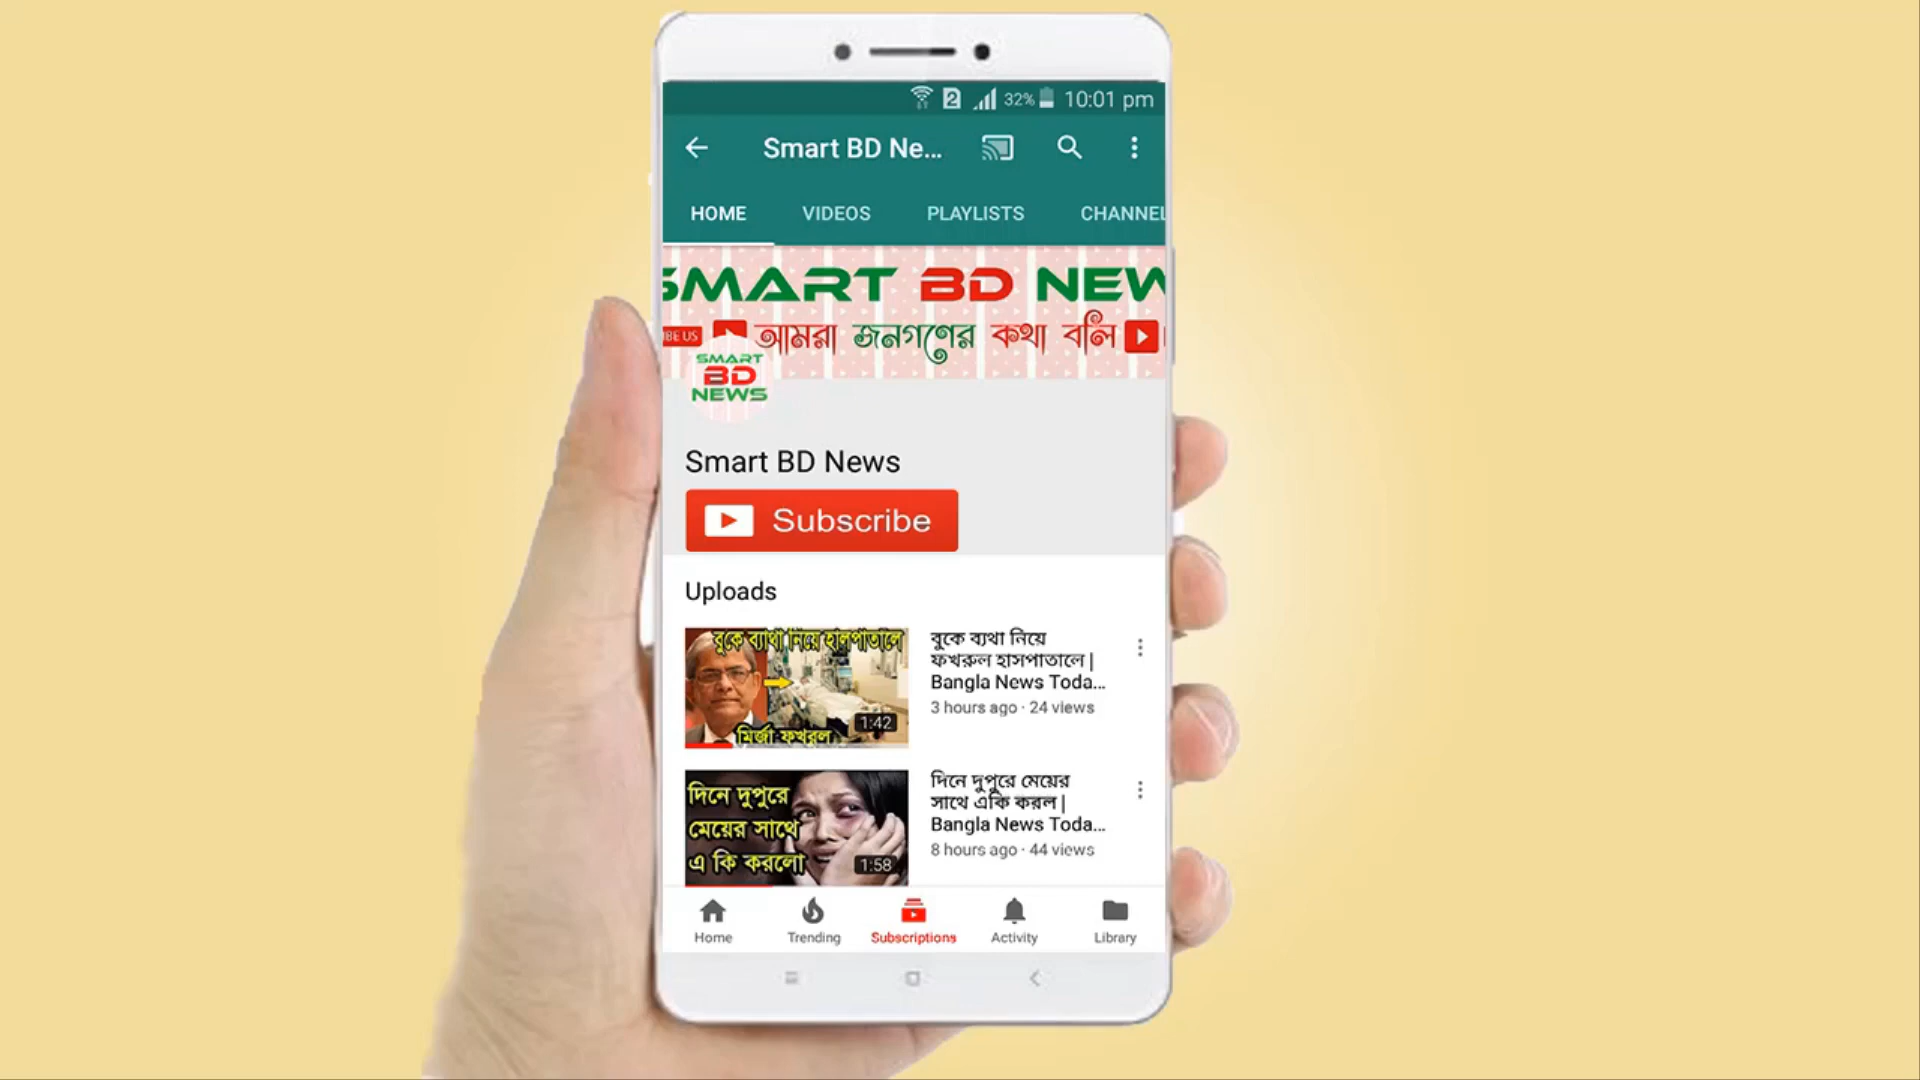 2 32% 10:01 pm
Smart BD Ne...
HOME VIDEOS PLAYLISTS CHANNEL
SMART BD NEW
IBE US আমরা জনগণের কথা বলি
SMART
BD
NEWS
Smart BD News
Subscribe
Uploads
বুকে ব্যাথা নিয়ে হাসপাতালে
মির্জা ফখরুল
1:42
বুকে ব্যথা নিয়ে
ফখরুল হাসপাতালে |
Bangla News Toda...
3 hours ago · 24 views
দিনে দুপুরে
মেয়ের সাথে
এ কি করলো
1:58
দিনে দুপুরে মেয়ের
সাথে একি করল |
Bangla News Toda...
8 hours ago · 44 views
Home Trending Subscriptions Activity Library